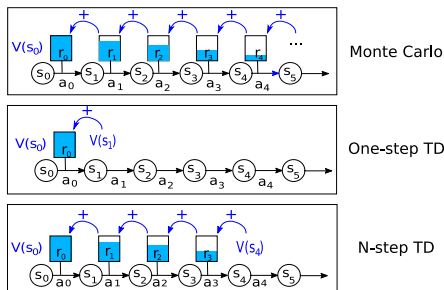 + + + + +
V(s₀) r₀ r₁ r₂ r₃ r₄ ...
s₀ s₁ s₂ s₃ s₄ s₅
a₀ a₁ a₂ a₃ a₄
Monte Carlo
+
V(s₀) r₀ V(s₁)
s₀ s₁ s₂ s₃ s₄ s₅
a₀ a₁ a₂ a₃ a₄
One-step TD
+ + + +
V(s₀) r₀ r₁ r₂ r₃ V(s₄)
s₀ s₁ s₂ s₃ s₄ s₅
a₀ a₁ a₂ a₃ a₄
N-step TD